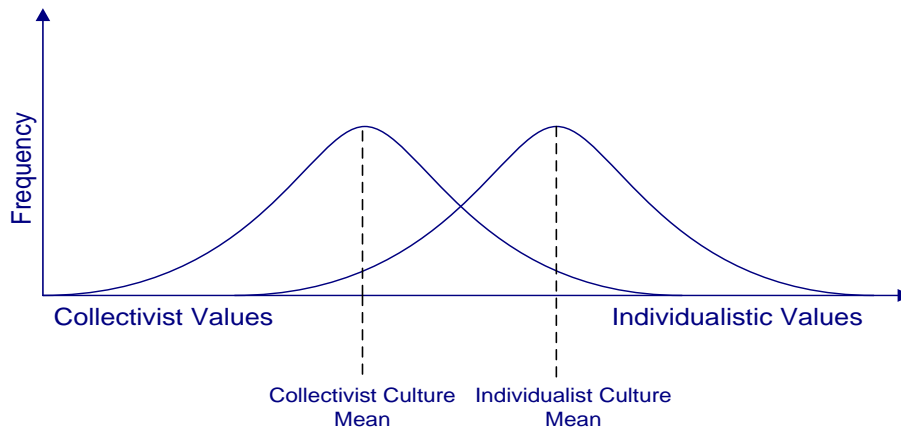 Frequency
Collectivist Values
Individualistic Values
Collectivist Culture
Mean
Individualist Culture
Mean